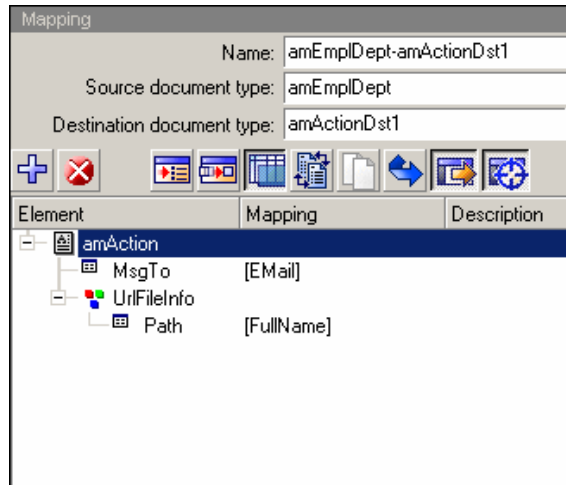 Mapping
Name: amEmplDept-amActionDst1
Source document type: amEmplDept
Destination document type: amActionDst1
Element Mapping Description
amAction
MsgTo [EMail]
UrlFileInfo
Path [FullName]